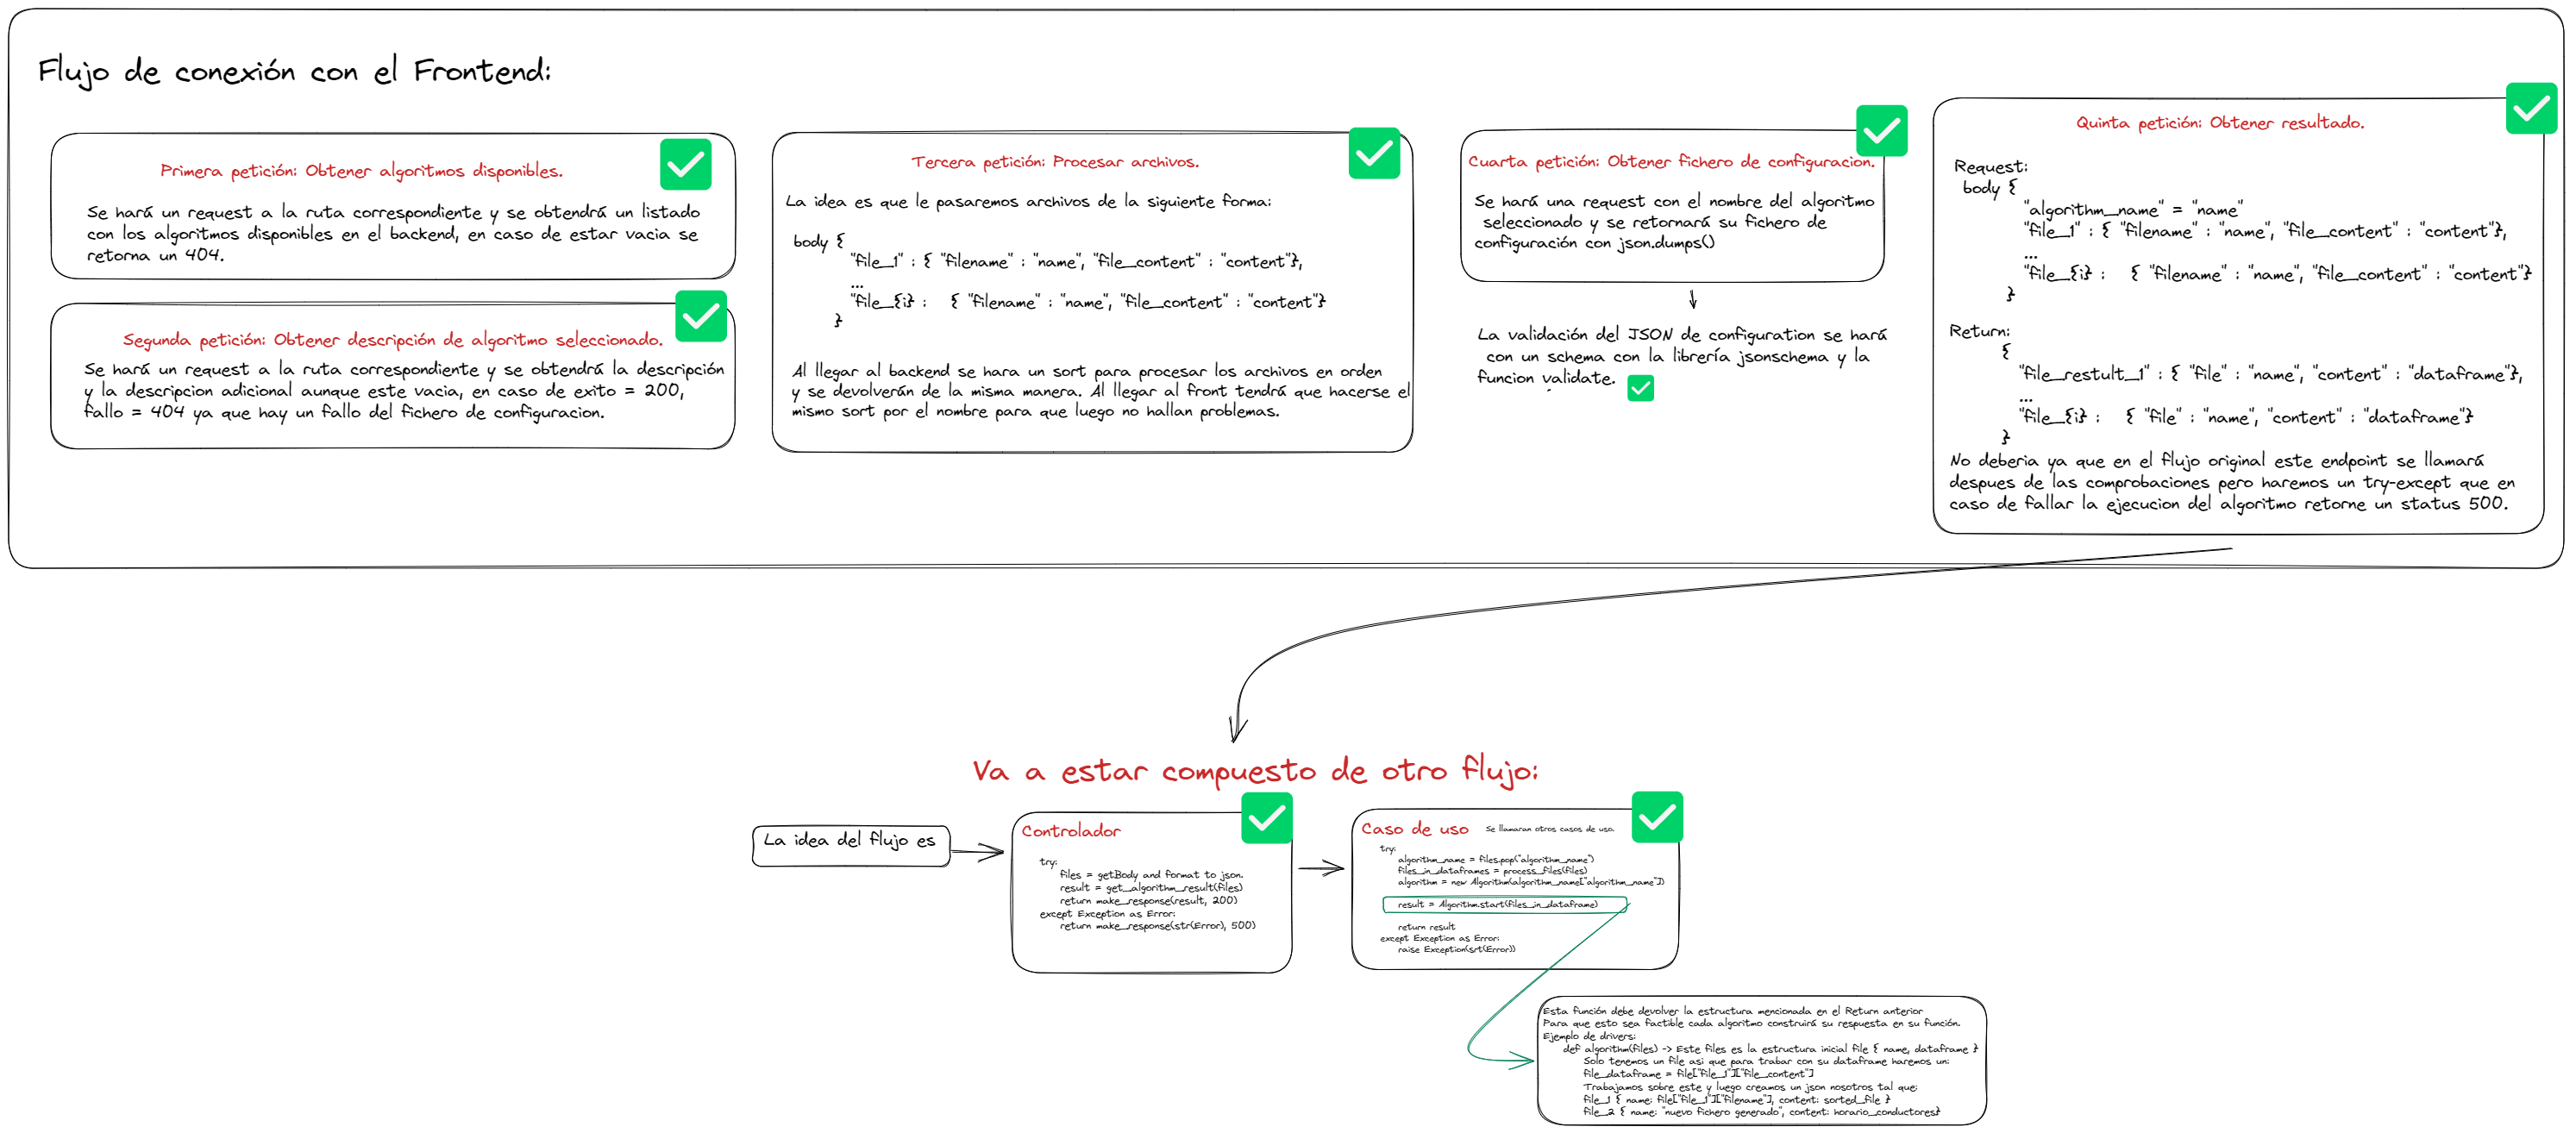 Flujo de conexión con el Frontend:
Primera petición: Obtener algoritmos disponibles.
Se hará un request a la ruta correspondiente y se obtendrá un listado
con los algoritmos disponibles en el backend, en caso de estar vacia se
retorna un 404.
Segunda petición: Obtener descripción de algoritmo seleccionado.
Se hará un request a la ruta correspondiente y se obtendrá la descripción
y la descripcion adicional aunque este vacia, en caso de exito = 200,
fallo = 404 ya que hay un fallo del fichero de configuracion.
Tercera petición: Procesar archivos.
La idea es que le pasaremos archivos de la siguiente forma:
body {
"file_1" : { "filename" : "name", "file_content" : "content"},
...
"file_{i} : { "filename" : "name", "file_content" : "content"}
}
Al llegar al backend se hara un sort para procesar los archivos en orden
y se devolverán de la misma manera. Al llegar al front tendrá que hacerse el
mismo sort por el nombre para que luego no hallan problemas.
Cuarta petición: Obtener fichero de configuracion.
Se hará una request con el nombre del algoritmo
seleccionado y se retornará su fichero de
configuración con json.dumps()
La validación del JSON de configuration se hará
con un schema con la librería jsonschema y la
funcion validate.
Quinta petición: Obtener resultado.
Request:
body {
"algorithm_name" = "name"
"file_1" : { "filename" : "name", "file_content" : "content"},
...
"file_{i} : { "filename" : "name", "file_content" : "content"}
}
Return:
{
"file_restult_1" : { "file" : "name", "content" : "dataframe"},
...
"file_{i} : { "file" : "name", "content" : "dataframe"}
}
No deberia ya que en el flujo original este endpoint se llamará
despues de las comprobaciones pero haremos un try-except que en
caso de fallar la ejecucion del algoritmo retorne un status 500.
Va a estar compuesto de otro flujo:
La idea del flujo es
Controlador
try:
files = getBody and format to json.
result = get_algorithm_result(files)
return make_response(result, 200)
except Exception as Error:
return make_response(str(Error), 500)
Caso de uso
Se llamaran otros casos de uso.
try:
algorithm_name = files.pop("algorithm_name")
files_in_dataframes = process_files(files)
algorithm = new Algorithm(algorithm_name["algorithm_name"])
result = Algorithm.start(files_in_dataframe)
return result
except Exception as Error:
raise Exception(srt(Error))
Esta función debe devolver la estructura mencionada en el Return anterior
Para que esto sea factible cada algoritmo construirá su respuesta en su función.
Ejemplo de drivers:
def algorithm(files) -> Este files es la estructura inicial file { name, dataframe }
Solo tenemos un file asi que para trabar con su dataframe haremos un:
file_dataframe = file["file_1"]["file_content"]
Trabajamos sobre este y luego creamos un json nosotros tal que:
file_1 { name: file["file_1"]["filename"], content: sorted_file }
file_2 { name: "nuevo fichero generado", content: horario_conductores}